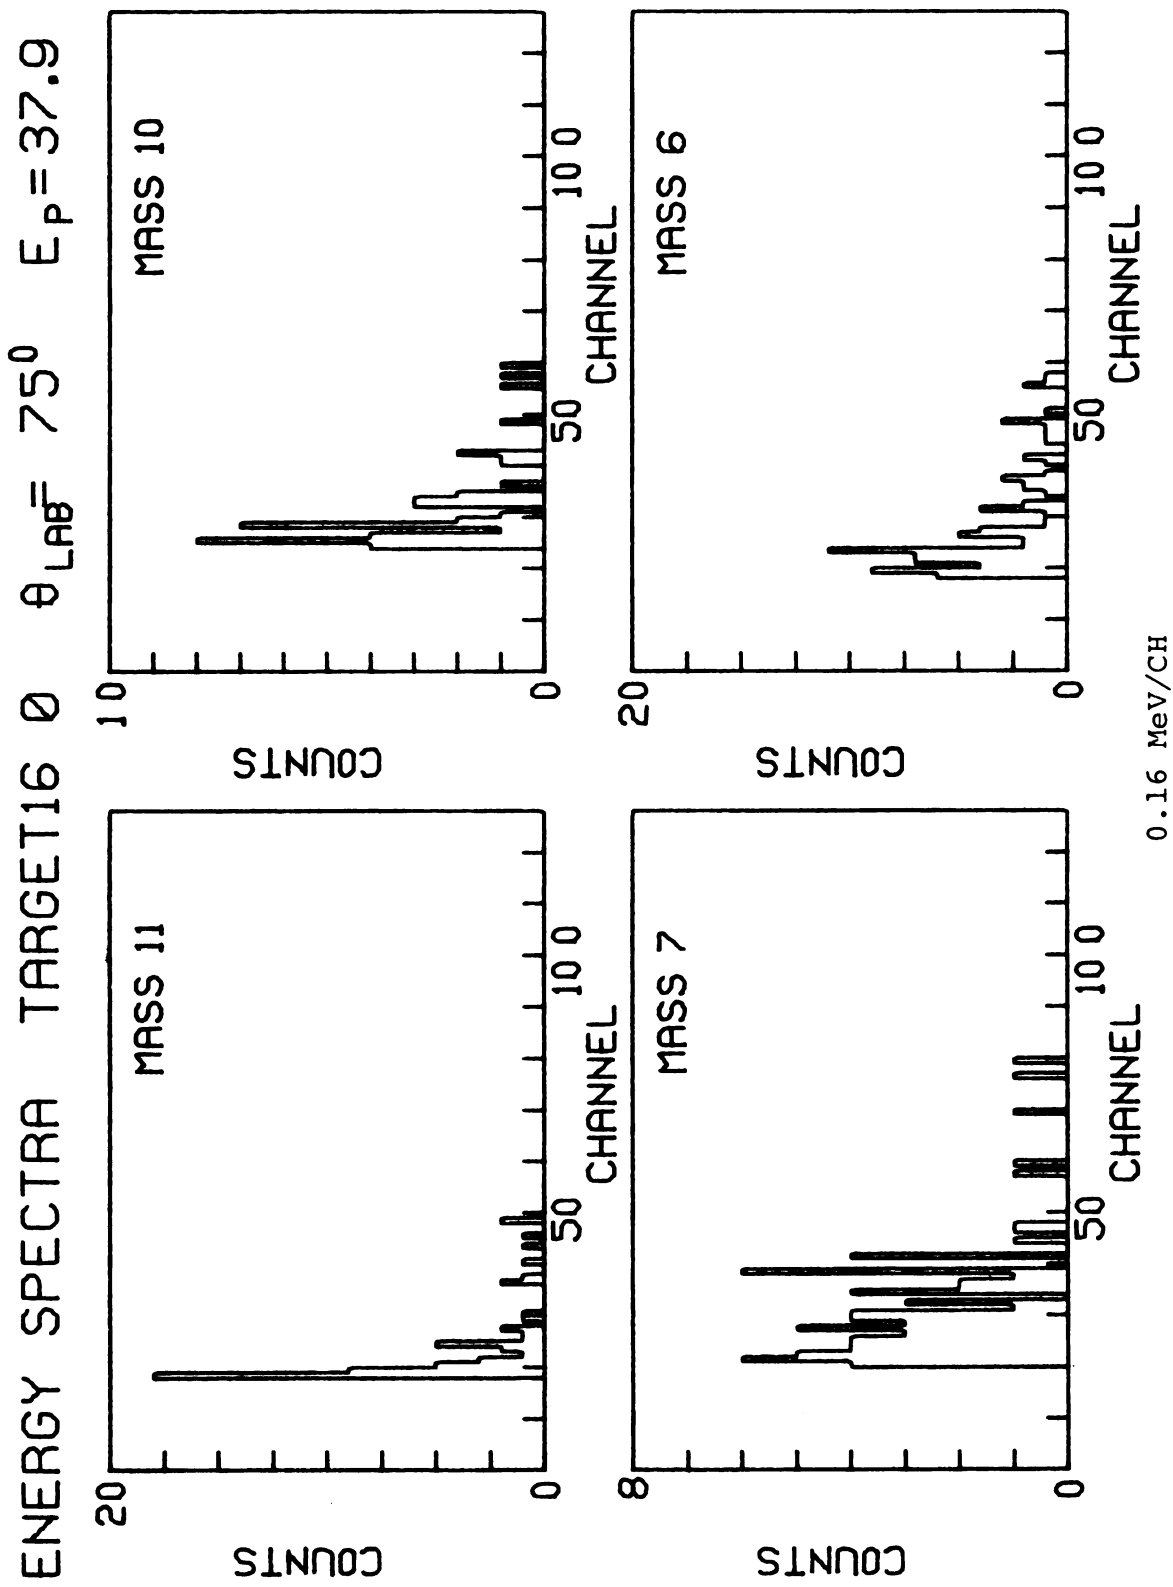 ENERGY SPECTRA TARGET16 0 θLAB= 75⁰ EP=37.9
MASS 11
20
0
COUNTS
50
100
CHANNEL
MASS 10
10
0
COUNTS
50
100
CHANNEL
MASS 7
8
0
COUNTS
50
100
CHANNEL
MASS 6
20
0
COUNTS
50
100
CHANNEL
0.16 MeV/CH